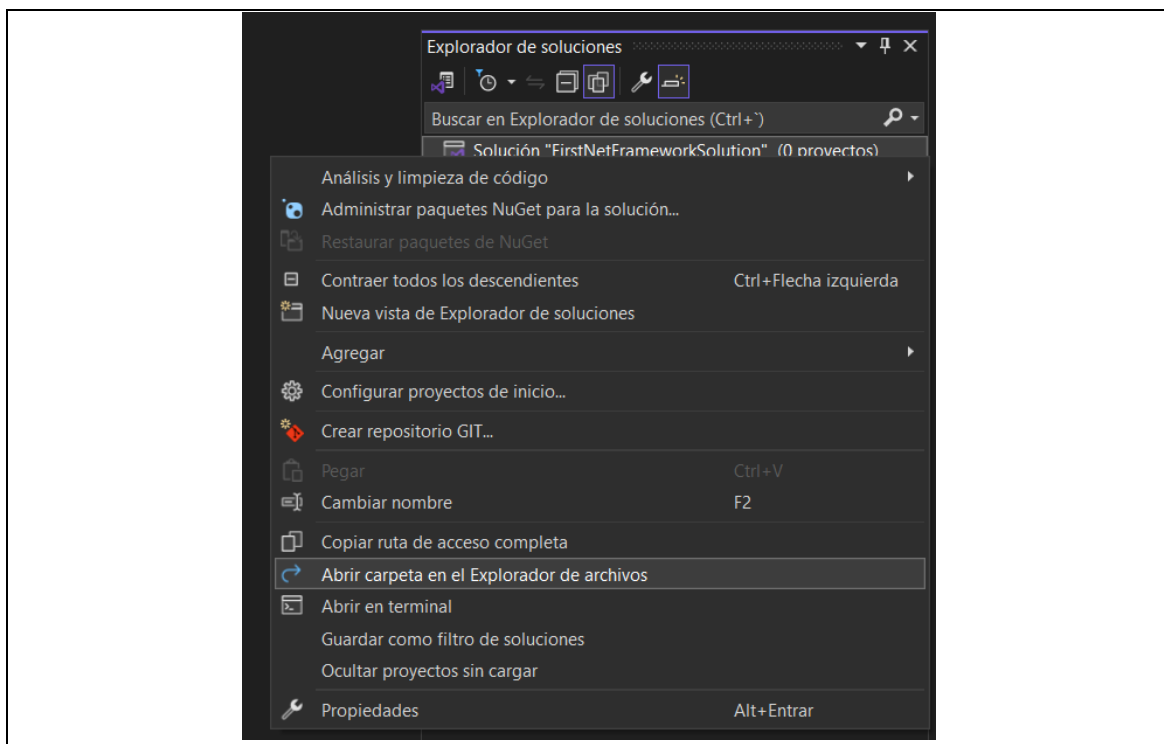 Explorador de soluciones
Buscar en Explorador de soluciones (Ctrl+`)
Solución "FirstNetFrameworkSolution" (0 proyectos)
Análisis y limpieza de código
Administrar paquetes NuGet para la solución...
Restaurar paquetes de NuGet
Contraer todos los descendientes Ctrl+Flecha izquierda
Nueva vista de Explorador de soluciones
Agregar
Configurar proyectos de inicio...
Crear repositorio GIT...
Pegar Ctrl+V
Cambiar nombre F2
Copiar ruta de acceso completa
Abrir carpeta en el Explorador de archivos
Abrir en terminal
Guardar como filtro de soluciones
Ocultar proyectos sin cargar
Propiedades Alt+Entrar